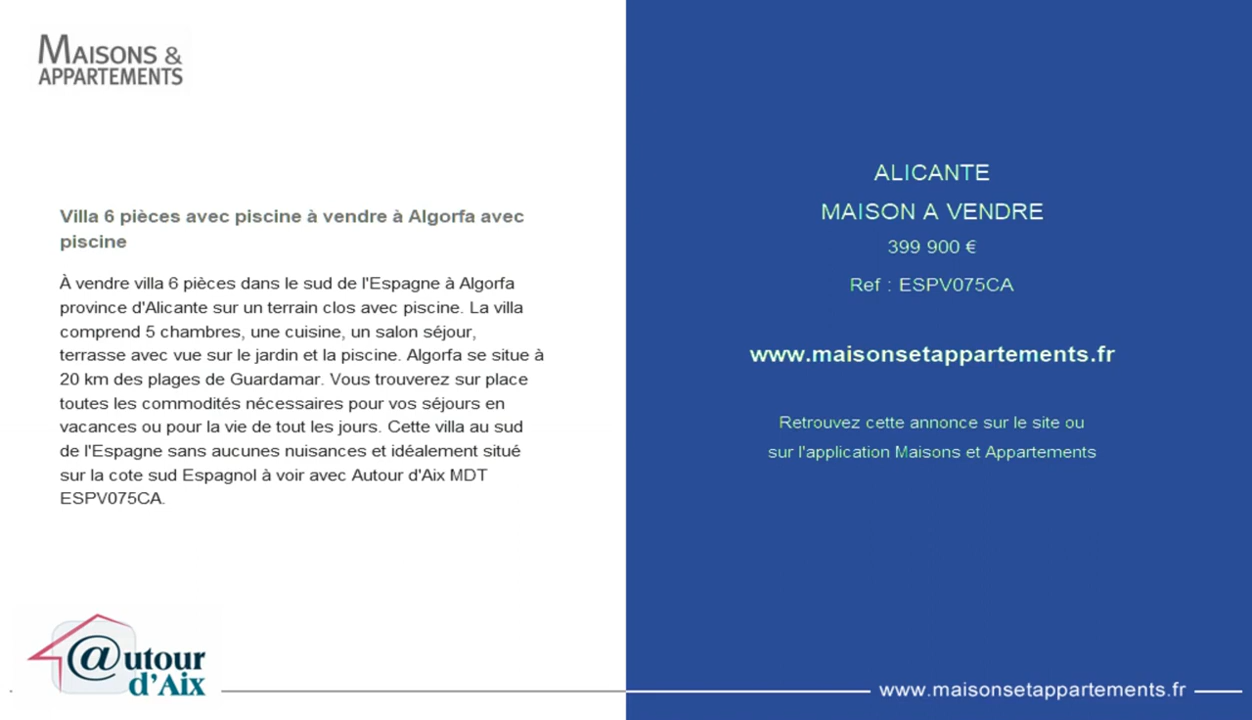 MAISONS &
APPARTEMENTS
Villa 6 pièces avec piscine à vendre à Algorfa avec
piscine
À vendre villa 6 pièces dans le sud de l'Espagne à Algorfa
province d'Alicante sur un terrain clos avec piscine. La villa
comprend 5 chambres, une cuisine, un salon séjour,
terrasse avec vue sur le jardin et la piscine. Algorfa se situe à
20 km des plages de Guardamar. Vous trouverez sur place
toutes les commodités nécessaires pour vos séjours en
vacances ou pour la vie de tout les jours. Cette villa au sud
de l'Espagne sans aucunes nuisances et idéalement situé
sur la cote sud Espagnol à voir avec Autour d'Aix MDT
ESPV075CA.
@utour
d'Aix
ALICANTE
MAISON A VENDRE
399 900 €
Ref : ESPV075CA
www.maisonsetappartements.fr
Retrouvez cette annonce sur le site ou
sur l'application Maisons et Appartements
www.maisonsetappartements.fr